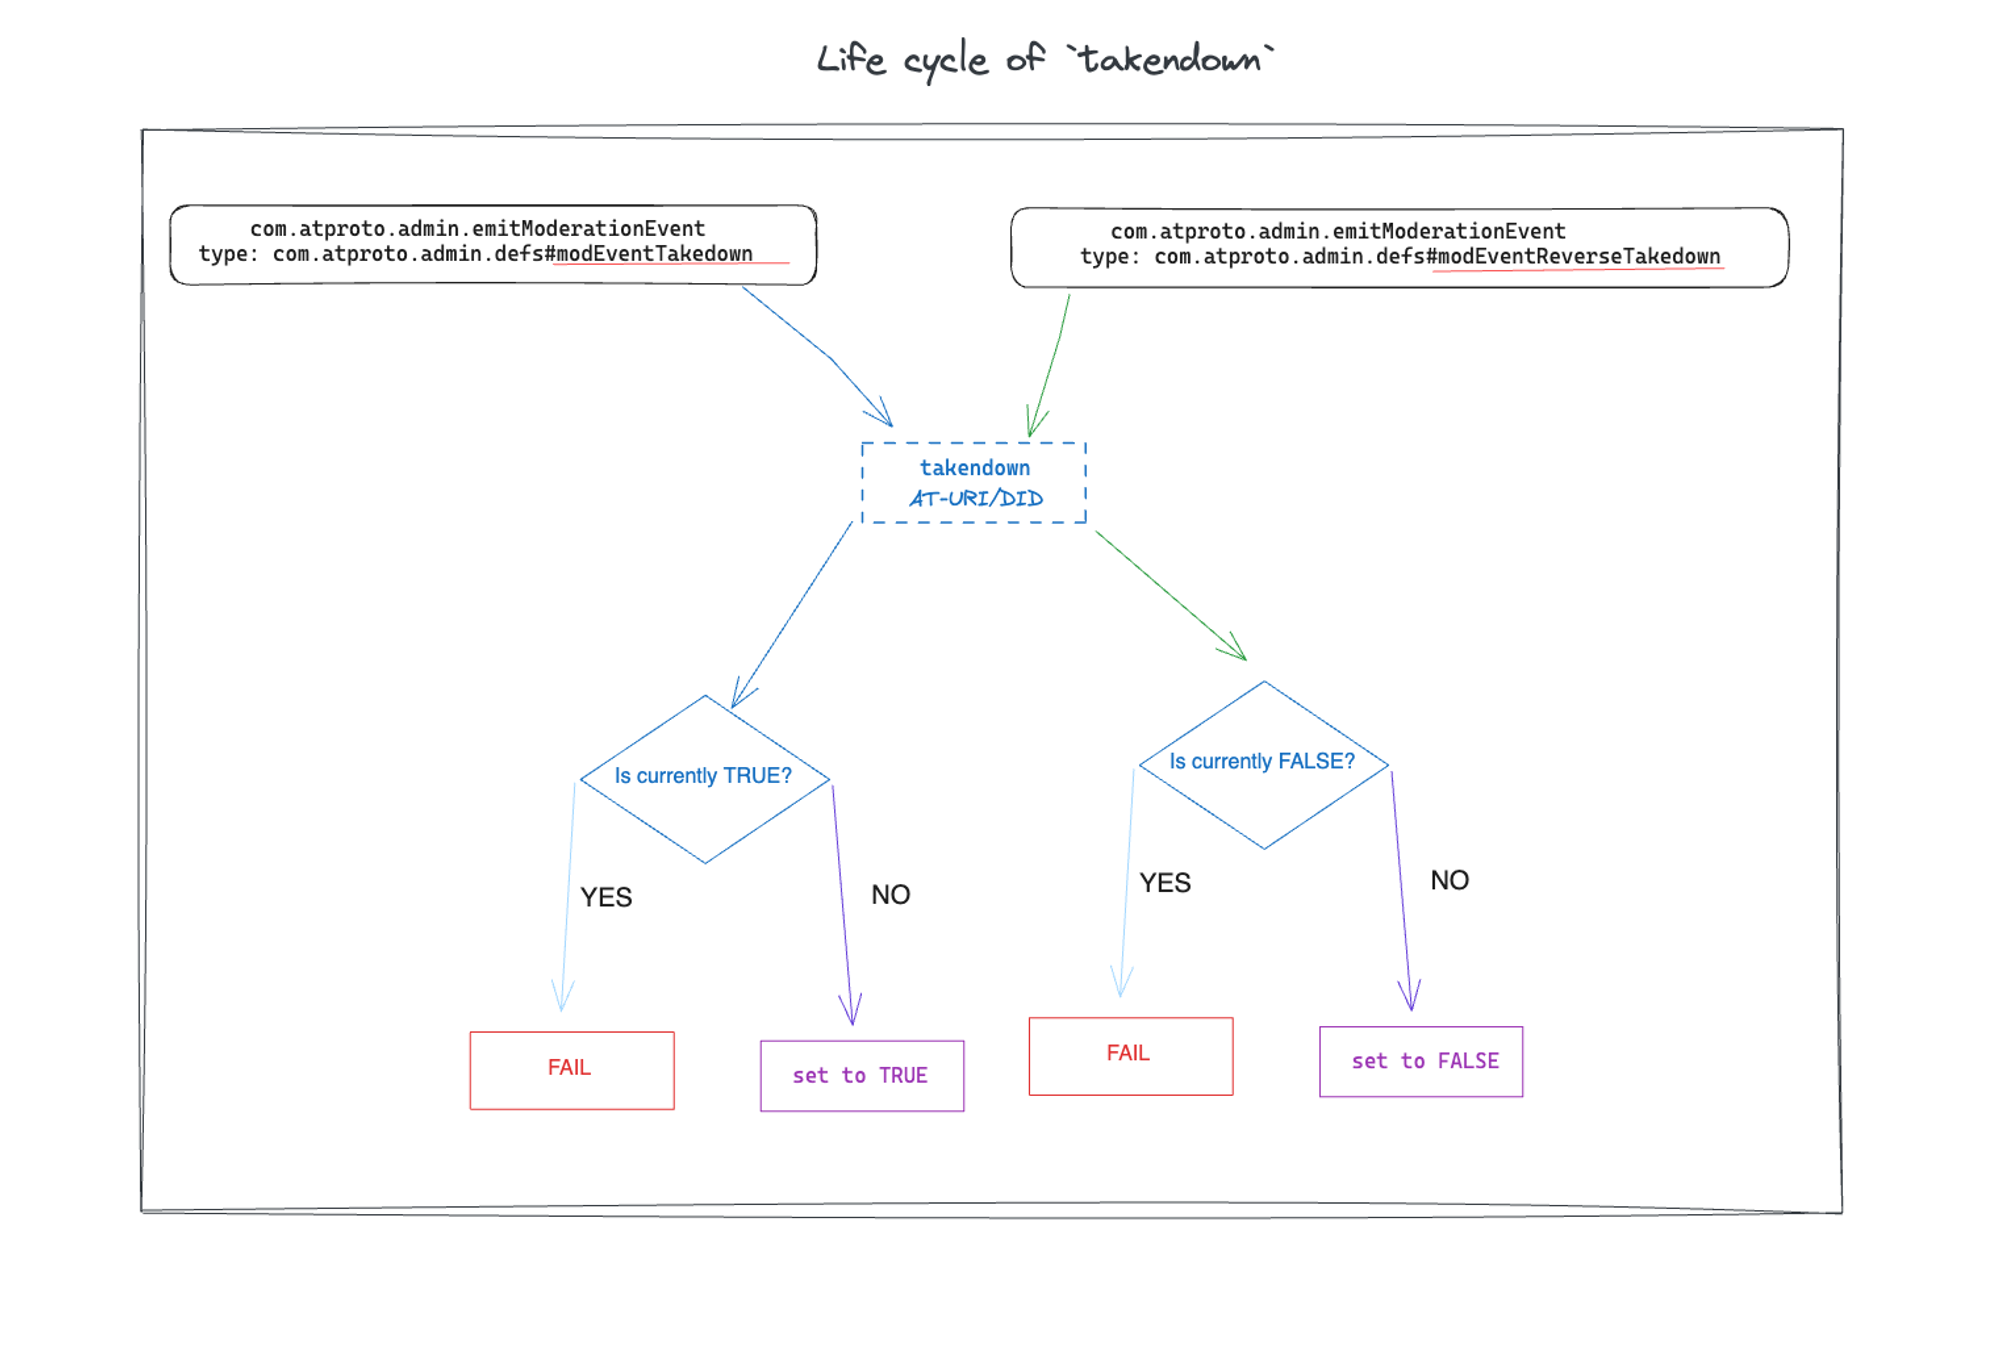 Life cycle of `takendown`
com.atproto.admin.emitModerationEvent
type: com.atproto.admin.defs#modEventTakedown
com.atproto.admin.emitModerationEvent
type: com.atproto.admin.defs#modEventReverseTakedown
takendown
AT-URI/DID
Is currently TRUE?
Is currently FALSE?
YES
NO
YES
NO
FAIL
set to TRUE
FAIL
set to FALSE